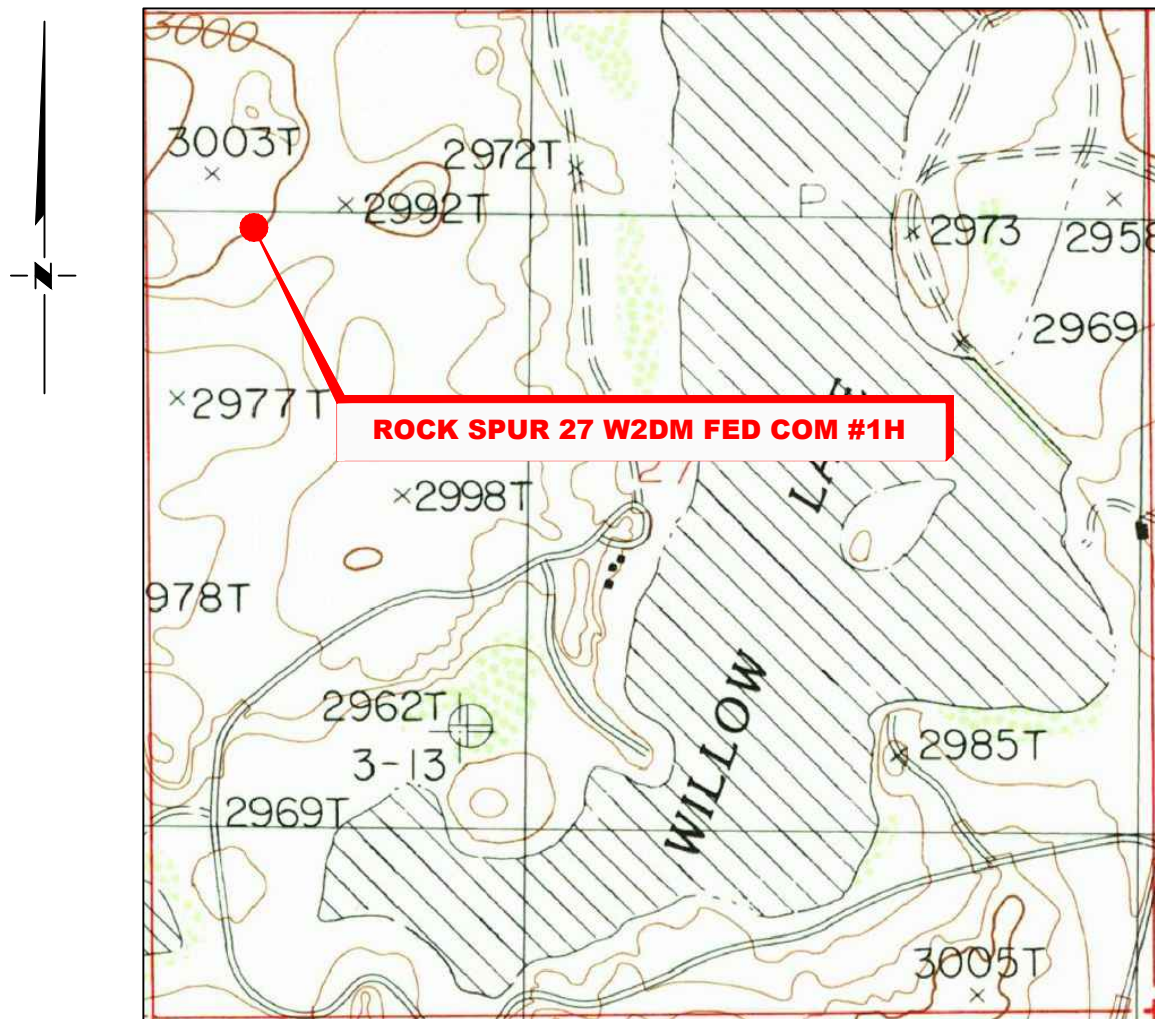 3000
3003T
2972T
2992T
P
2973
2958
2969
N
2977T
ROCK SPUR 27 W2DM FED COM #1H
27
LAKE
2998T
978T
WILLOW
2962T
3-13
2985T
2969T
3005T